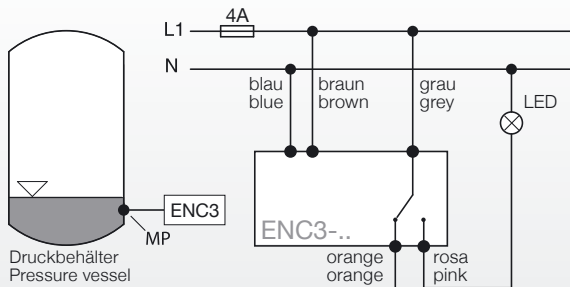 4A
L1
N
blau
blue
braun
brown
grau
grey
LED
ENC3
MP
ENC3-..
Druckbehälter
Pressure vessel
orange
orange
rosa
pink